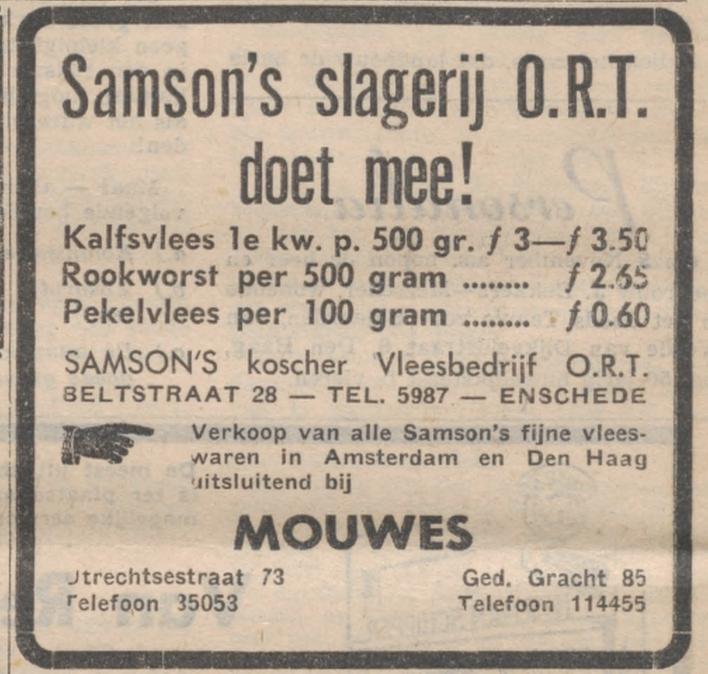 Samson's slagerij O.R.T.
doet mee!
Kalfsvlees 1e kw. p. 500 gr. ƒ 3—ƒ 3.50
Rookworst per 500 gram ......... ƒ 2.65
Pekelvlees per 100 gram ......... ƒ 0.60
SAMSON'S koscher Vleesbedrijf O.R.T.
BELTSTRAAT 28 — TEL. 5987 — ENSCHEDE
Verkoop van alle Samson's fijne vlees-
waren in Amsterdam en Den Haag
uitsluitend bij
MOUWES
Utrechtsestraat 73 Ged. Gracht 85
Telefoon 35053 Telefoon 114455